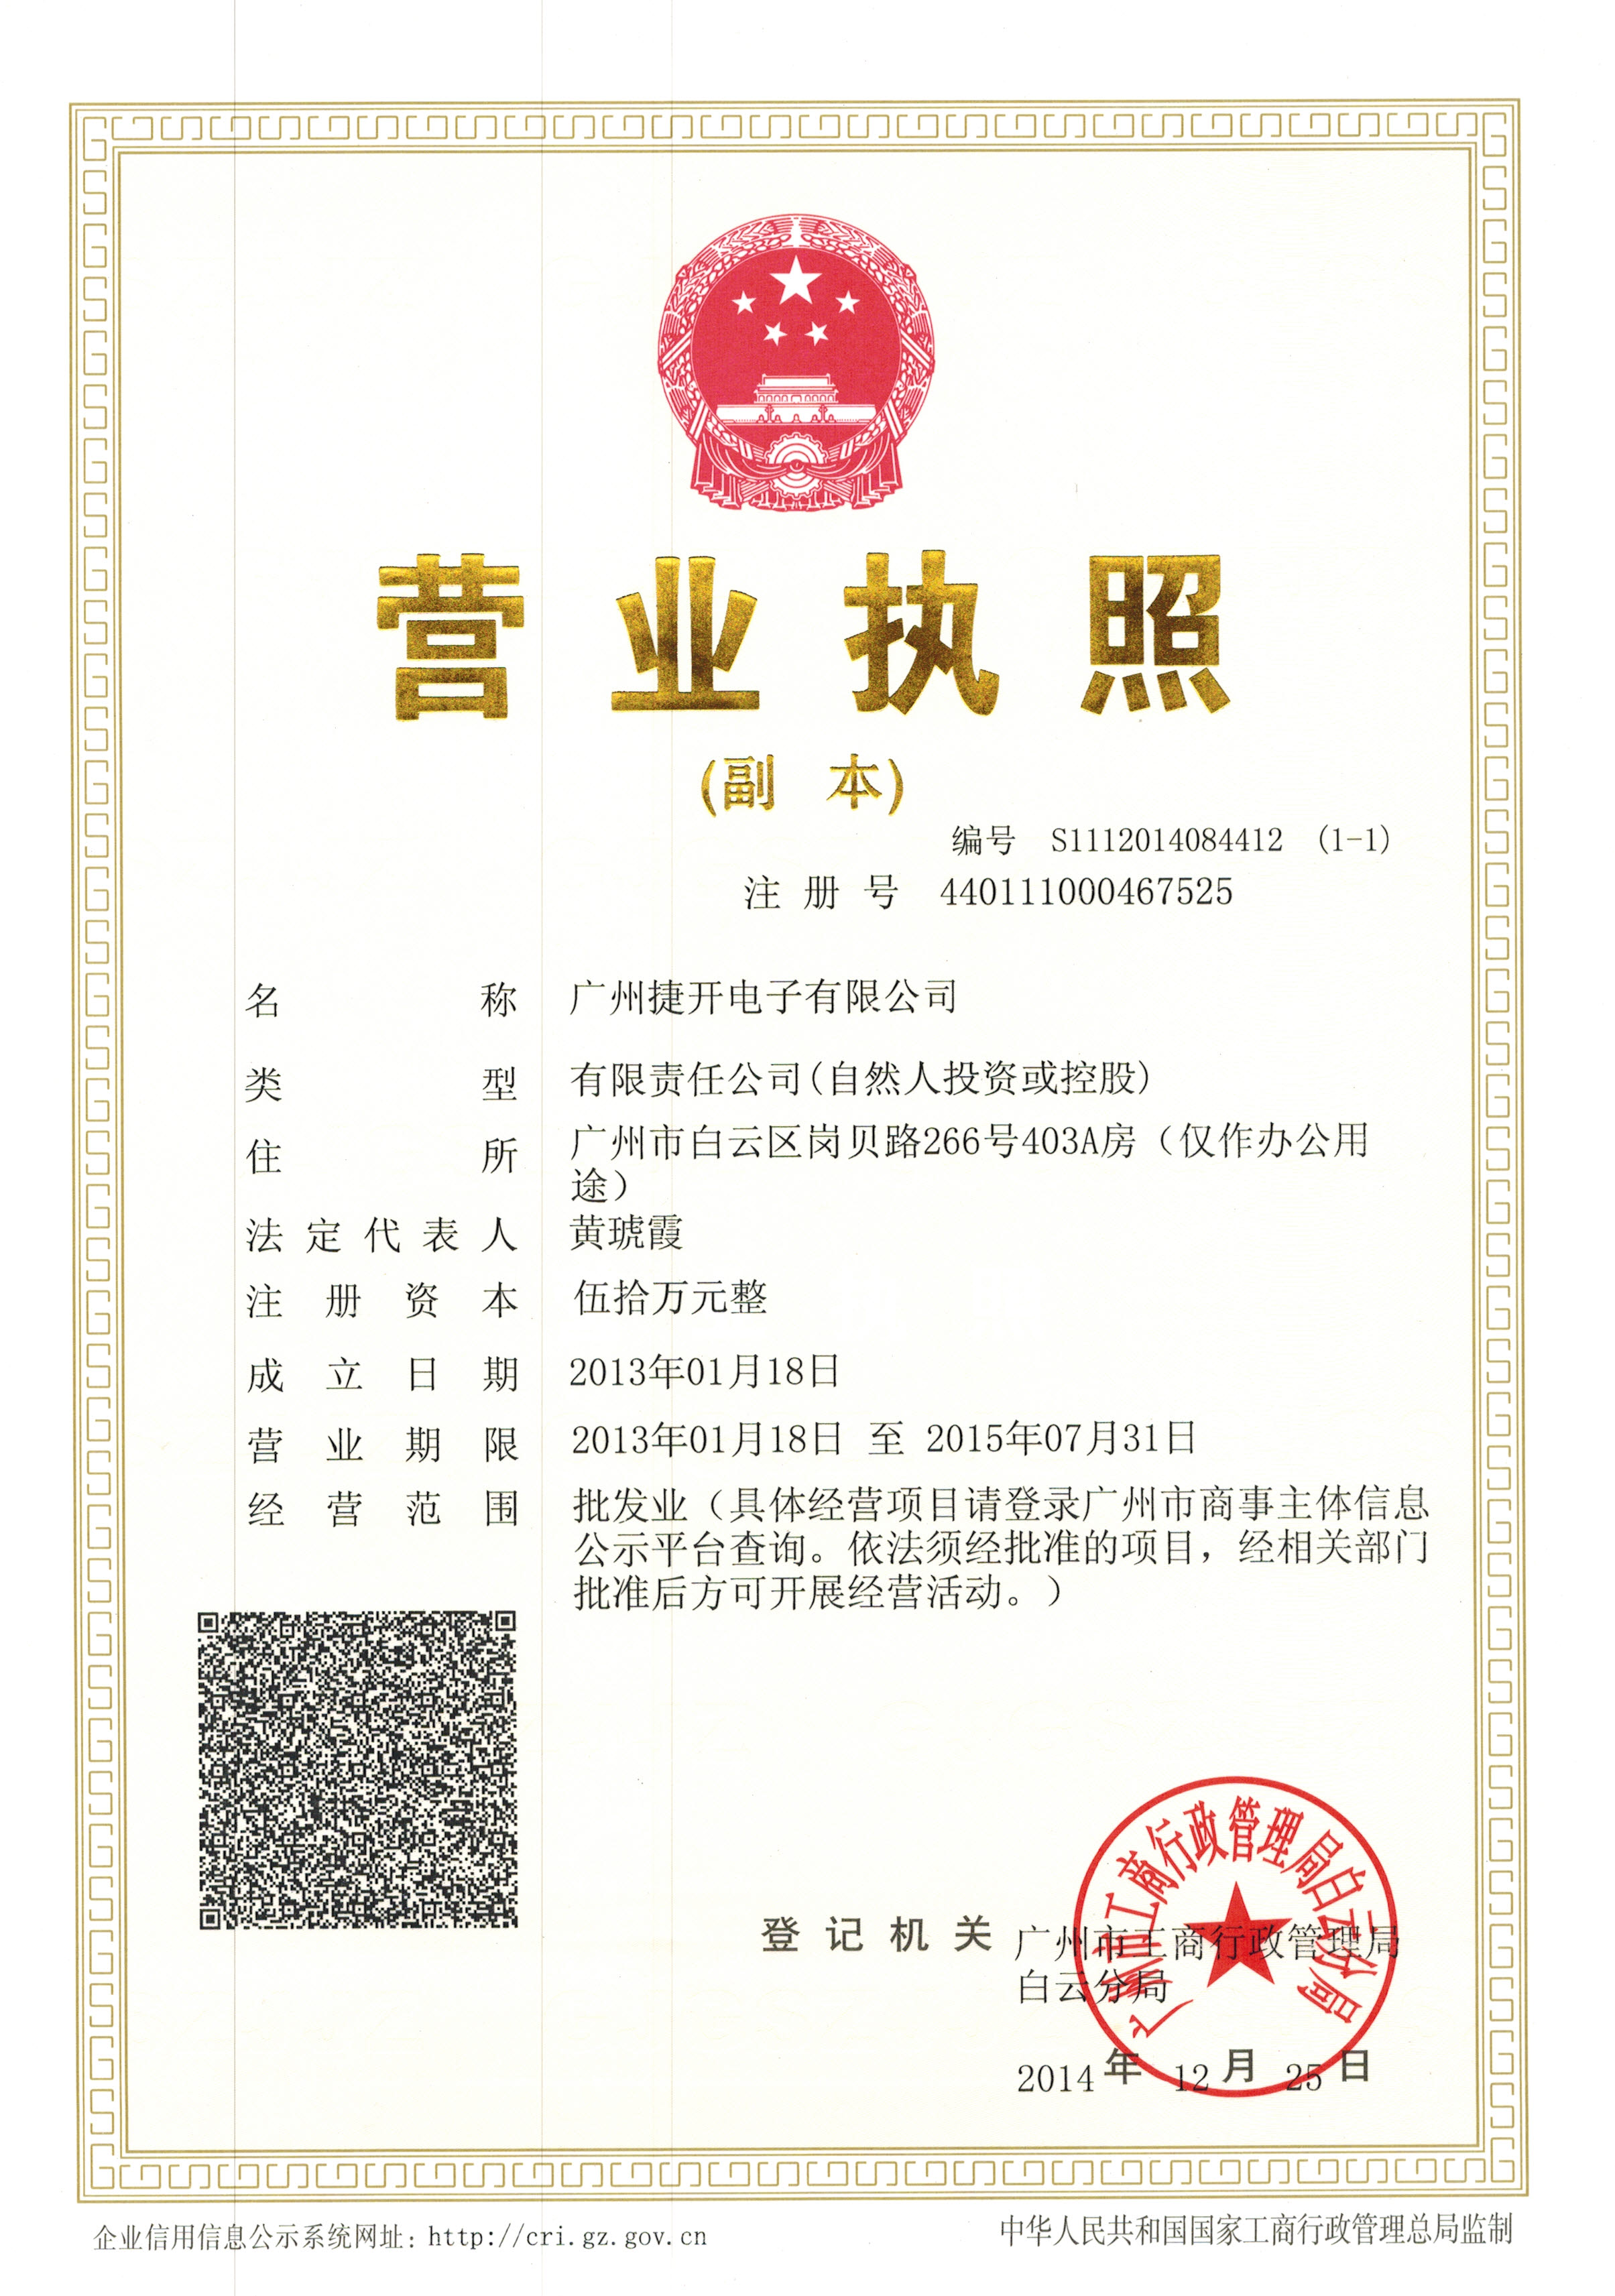 营业执照
(副 本)
编号 S1112014084412 (1-1)
注册号 440111000467525
名称 广州捷开电子有限公司
类型 有限责任公司(自然人投资或控股)
住所 广州市白云区岗贝路266号403A房（仅作办公用
途）
法定代表人 黄琥霞
注册资本 伍拾万元整
成立日期 2013年01月18日
营业期限 2013年01月18日 至 2015年07月31日
经营范围 批发业（具体经营项目请登录广州市商事主体信息
公示平台查询。依法须经批准的项目，经相关部门
批准后方可开展经营活动。）
广州市工商行政管理局白云分局
登记机关 广州市工商行政管理局
白云分局
2014 年 12 月 25 日
企业信用信息公示系统网址: http://cri.gz.gov.cn
中华人民共和国国家工商行政管理总局监制